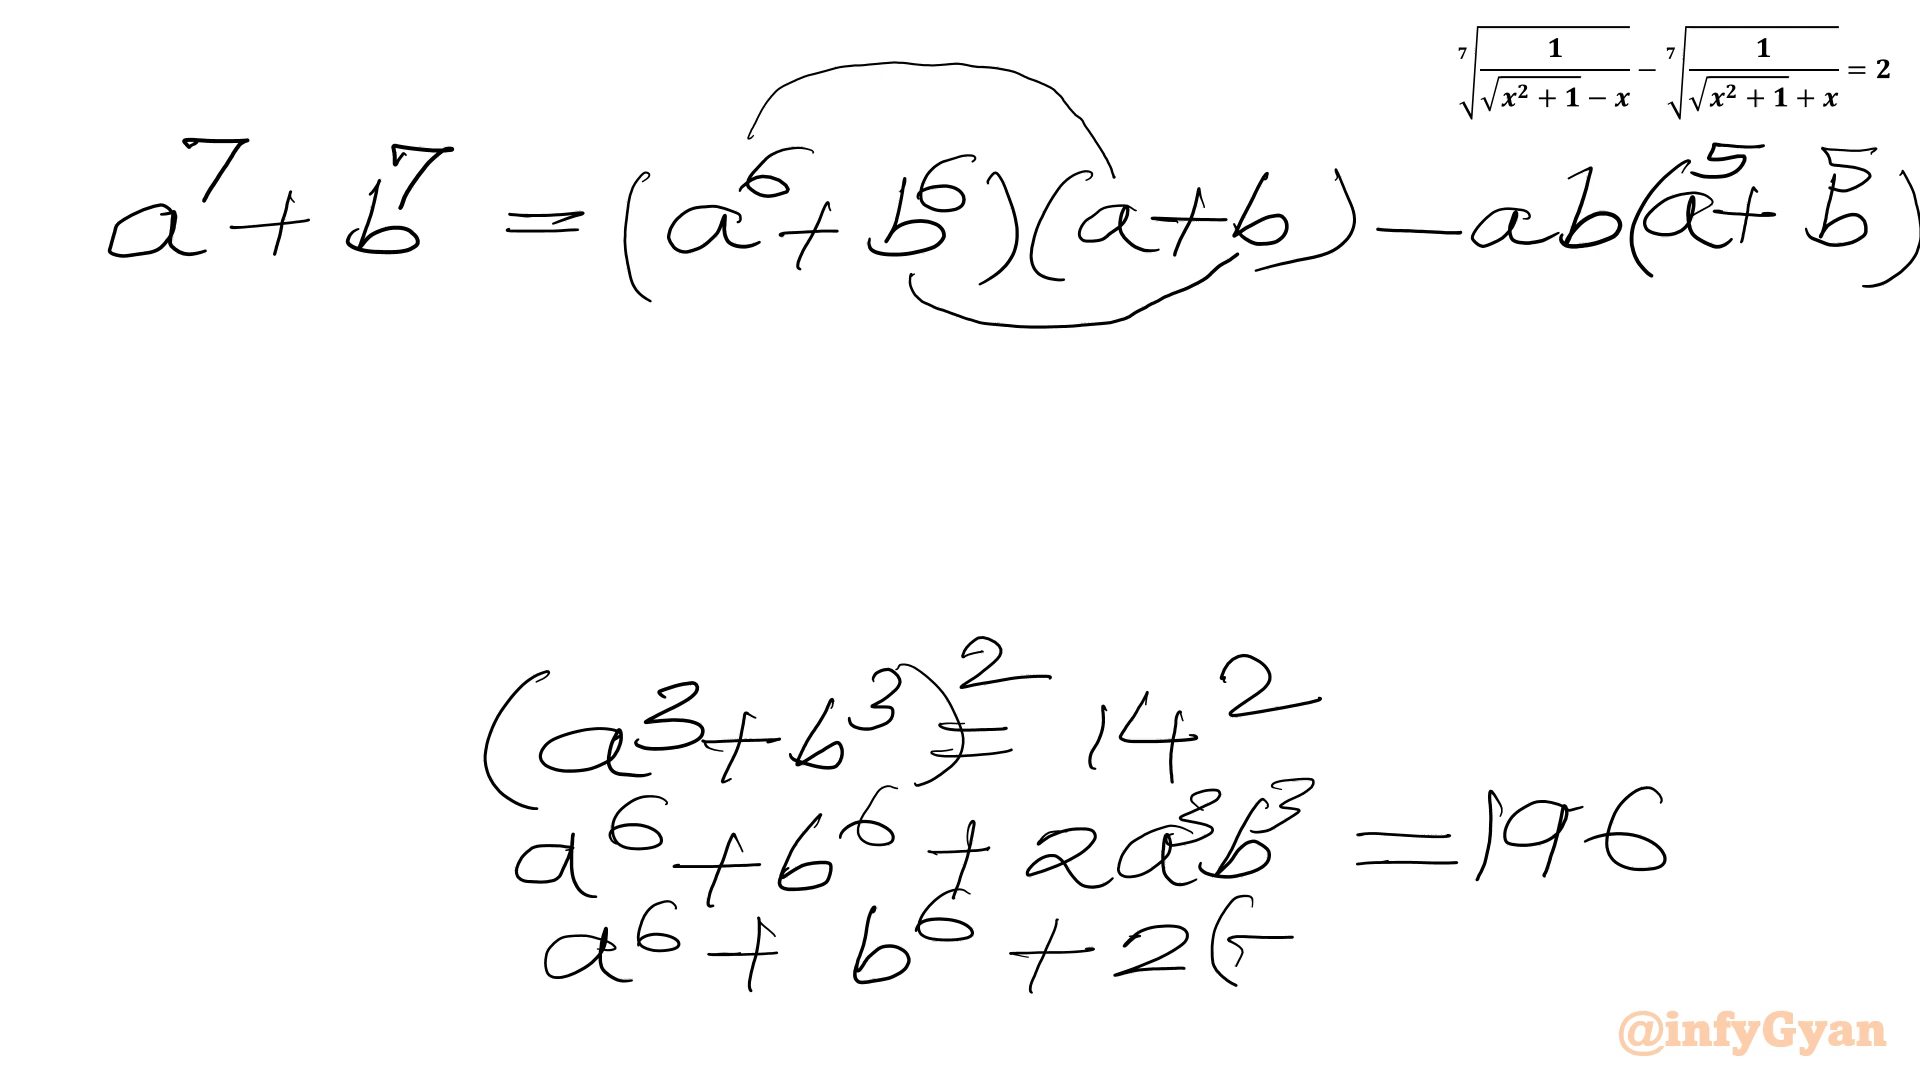 ⁷√(1/(√(x² + 1) − x)) − ⁷√(1/(√(x² + 1) + x)) = 2
a⁷ + b⁷ = (a⁶ + b⁶)(a + b) − ab(a⁵ + b⁵)
(a³ + b³)² = 14²
a⁶ + b⁶ + 2a³b³ = 196
a⁶ + b⁶ + 2(-
@infyGyan